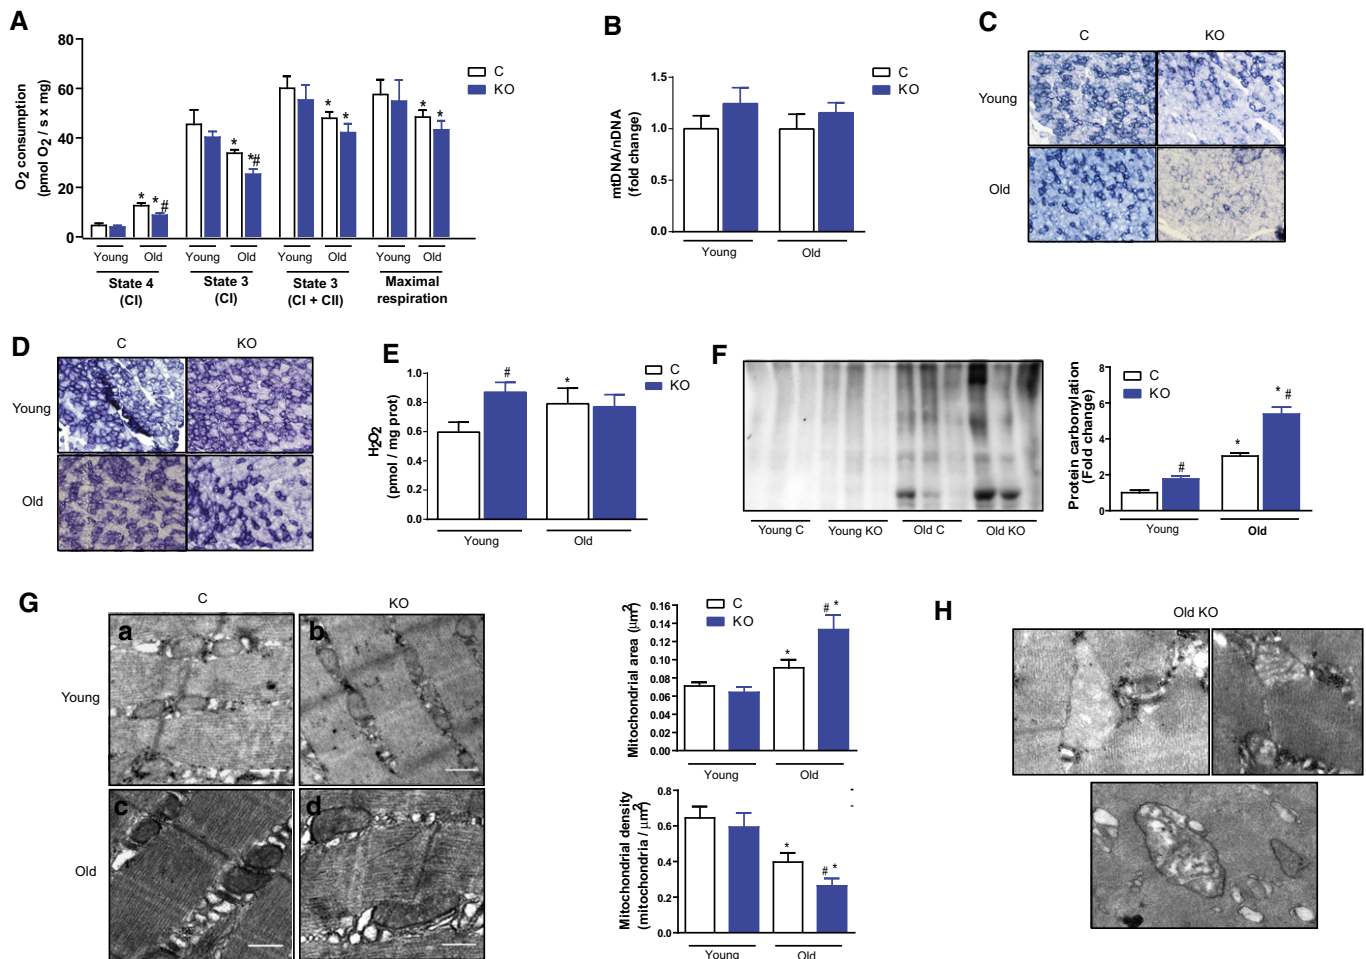 A
80
60
40
20
0
O2 consumption
(pmol O2 / s x mg)
C
KO
*
*
#
*
*
#
*
*
*
*
Young
Old
Young
Old
Young
Old
Young
Old
State 4
(CI)
State 3
(CI)
State 3
(CI + CII)
Maximal
respiration
B
1.5
1.0
0.5
0.0
mtDNA/nDNA
(fold change)
C
KO
Young
Old
C
C
KO
Young
Old
D
C
KO
Young
Old
E
1.0
0.8
0.6
0.4
0.2
0.0
H2O2
(pmol / mg prot)
#
*
C
KO
Young
Old
F
Young C
Young KO
Old C
Old KO
8
6
4
2
0
Protein carbonylation
(Fold change)
C
KO
#
*
*
#
Young
Old
G
C
KO
a
b
c
d
Young
Old
0.16
0.14
0.12
0.10
0.08
0.06
0.04
0.02
0.00
Mitochondrial area (µm2)
C
KO
*
# *
Young
Old
0.8
0.6
0.4
0.2
0.0
Mitochondrial density
(mitochondria / µm2)
*
# *
Young
Old
H
Old KO